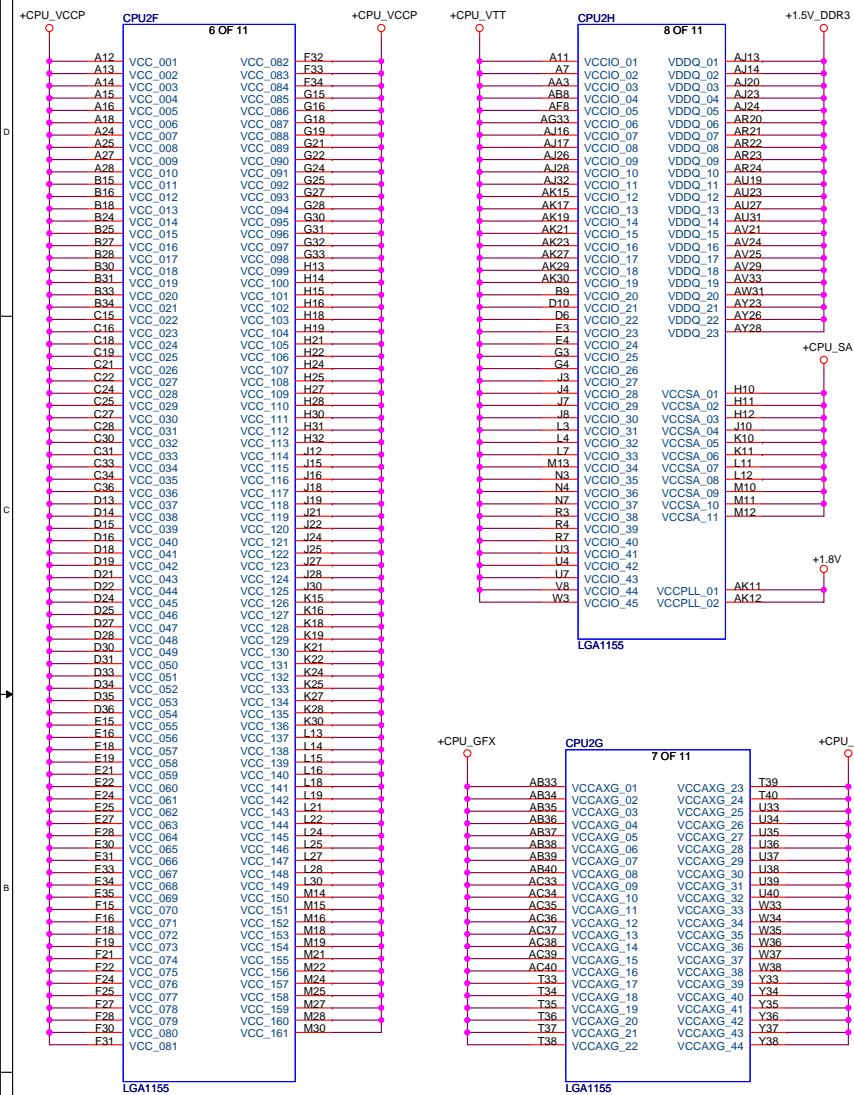 +CPU_VCCP CPU2F +CPU_VCCP
6 OF 11
A12 VCC_001 VCC_082 F32
A13 VCC_002 VCC_083 F33
A14 VCC_003 VCC_084 F34
A15 VCC_004 VCC_085 G15
A16 VCC_005 VCC_086 G16
A18 VCC_006 VCC_087 G18
A24 VCC_007 VCC_088 G19
A25 VCC_008 VCC_089 G21
A27 VCC_009 VCC_090 G22
A28 VCC_010 VCC_091 G24
B15 VCC_011 VCC_092 G25
B16 VCC_012 VCC_093 G27
B18 VCC_013 VCC_094 G28
B24 VCC_014 VCC_095 G30
B25 VCC_015 VCC_096 G31
B27 VCC_016 VCC_097 G32
B28 VCC_017 VCC_098 G33
B30 VCC_018 VCC_099 H13
B31 VCC_019 VCC_100 H14
B33 VCC_020 VCC_101 H15
B34 VCC_021 VCC_102 H16
C15 VCC_022 VCC_103 H18
C16 VCC_023 VCC_104 H19
C18 VCC_024 VCC_105 H21
C19 VCC_025 VCC_106 H22
C21 VCC_026 VCC_107 H24
C22 VCC_027 VCC_108 H25
C24 VCC_028 VCC_109 H27
C25 VCC_029 VCC_110 H28
C27 VCC_030 VCC_111 H30
C28 VCC_031 VCC_112 H31
C30 VCC_032 VCC_113 H32
C31 VCC_033 VCC_114 J12
C33 VCC_034 VCC_115 J15
C34 VCC_035 VCC_116 J16
C36 VCC_036 VCC_117 J18
D13 VCC_037 VCC_118 J19
D14 VCC_038 VCC_119 J21
D15 VCC_039 VCC_120 J22
D16 VCC_040 VCC_121 J24
D18 VCC_041 VCC_122 J25
D19 VCC_042 VCC_123 J27
D21 VCC_043 VCC_124 J28
D22 VCC_044 VCC_125 J30
D24 VCC_045 VCC_126 K15
D25 VCC_046 VCC_127 K16
D27 VCC_047 VCC_128 K18
D28 VCC_048 VCC_129 K19
D30 VCC_049 VCC_130 K21
D31 VCC_050 VCC_131 K22
D33 VCC_051 VCC_132 K24
D34 VCC_052 VCC_133 K25
D35 VCC_053 VCC_134 K27
D36 VCC_054 VCC_135 K28
E15 VCC_055 VCC_136 K30
E16 VCC_056 VCC_137 L13
E18 VCC_057 VCC_138 L14
E19 VCC_058 VCC_139 L15
E21 VCC_059 VCC_140 L16
E22 VCC_060 VCC_141 L18
E24 VCC_061 VCC_142 L19
E25 VCC_062 VCC_143 L21
E27 VCC_063 VCC_144 L22
E28 VCC_064 VCC_145 L24
E30 VCC_065 VCC_146 L25
E31 VCC_066 VCC_147 L27
E33 VCC_067 VCC_148 L28
E34 VCC_068 VCC_149 L30
E35 VCC_069 VCC_150 M14
F15 VCC_070 VCC_151 M15
F16 VCC_071 VCC_152 M16
F18 VCC_072 VCC_153 M18
F19 VCC_073 VCC_154 M19
F21 VCC_074 VCC_155 M21
F22 VCC_075 VCC_156 M22
F24 VCC_076 VCC_157 M24
F25 VCC_077 VCC_158 M25
F27 VCC_078 VCC_159 M27
F28 VCC_079 VCC_160 M28
F30 VCC_080 VCC_161 M30
F31 VCC_081
LGA1155
D
C
B
+CPU_VTT CPU2H +1.5V_DDR3
8 OF 11
A11 VCCIO_01 VDDQ_01 AJ13
A7 VCCIO_02 VDDQ_02 AJ14
AA3 VCCIO_03 VDDQ_03 AJ20
AB8 VCCIO_04 VDDQ_04 AJ23
AF8 VCCIO_05 VDDQ_05 AJ24
AG33 VCCIO_06 VDDQ_06 AR20
AJ16 VCCIO_07 VDDQ_07 AR21
AJ17 VCCIO_08 VDDQ_08 AR22
AJ26 VCCIO_09 VDDQ_09 AR23
AJ28 VCCIO_10 VDDQ_10 AR24
AJ32 VCCIO_11 VDDQ_11 AU19
AK15 VCCIO_12 VDDQ_12 AU23
AK17 VCCIO_13 VDDQ_13 AU27
AK19 VCCIO_14 VDDQ_14 AU31
AK21 VCCIO_15 VDDQ_15 AV21
AK23 VCCIO_16 VDDQ_16 AV24
AK27 VCCIO_17 VDDQ_17 AV25
AK29 VCCIO_18 VDDQ_18 AV29
AK30 VCCIO_19 VDDQ_19 AV33
B9 VCCIO_20 VDDQ_20 AW31
D10 VCCIO_21 VDDQ_21 AY23
D6 VCCIO_22 VDDQ_22 AY26
E3 VCCIO_23 VDDQ_23 AY28
E4 VCCIO_24 +CPU_SA
G3 VCCIO_25
G4 VCCIO_26
J3 VCCIO_27
J4 VCCIO_28 VCCSA_01 H10
J7 VCCIO_29 VCCSA_02 H11
J8 VCCIO_30 VCCSA_03 H12
L3 VCCIO_31 VCCSA_04 J10
L4 VCCIO_32 VCCSA_05 K10
L7 VCCIO_33 VCCSA_06 K11
M13 VCCIO_34 VCCSA_07 L11
N3 VCCIO_35 VCCSA_08 L12
N4 VCCIO_36 VCCSA_09 M10
N7 VCCIO_37 VCCSA_10 M11
R3 VCCIO_38 VCCSA_11 M12
R4 VCCIO_39
R7 VCCIO_40
U3 VCCIO_41 +1.8V
U4 VCCIO_42
U7 VCCIO_43
V8 VCCIO_44 VCCPLL_01 AK11
W3 VCCIO_45 VCCPLL_02 AK12
LGA1155
+CPU_GFX CPU2G +CPU_
7 OF 11
AB33 VCCAXG_01 VCCAXG_23 T39
AB34 VCCAXG_02 VCCAXG_24 T40
AB35 VCCAXG_03 VCCAXG_25 U33
AB36 VCCAXG_04 VCCAXG_26 U34
AB37 VCCAXG_05 VCCAXG_27 U35
AB38 VCCAXG_06 VCCAXG_28 U36
AB39 VCCAXG_07 VCCAXG_29 U37
AB40 VCCAXG_08 VCCAXG_30 U38
AC33 VCCAXG_09 VCCAXG_31 U39
AC34 VCCAXG_10 VCCAXG_32 U40
AC35 VCCAXG_11 VCCAXG_33 W33
AC36 VCCAXG_12 VCCAXG_34 W34
AC37 VCCAXG_13 VCCAXG_35 W35
AC38 VCCAXG_14 VCCAXG_36 W36
AC39 VCCAXG_15 VCCAXG_37 W37
AC40 VCCAXG_16 VCCAXG_38 W38
T33 VCCAXG_17 VCCAXG_39 Y33
T34 VCCAXG_18 VCCAXG_40 Y34
T35 VCCAXG_19 VCCAXG_41 Y35
T36 VCCAXG_20 VCCAXG_42 Y36
T37 VCCAXG_21 VCCAXG_43 Y37
T38 VCCAXG_22 VCCAXG_44 Y38
LGA1155